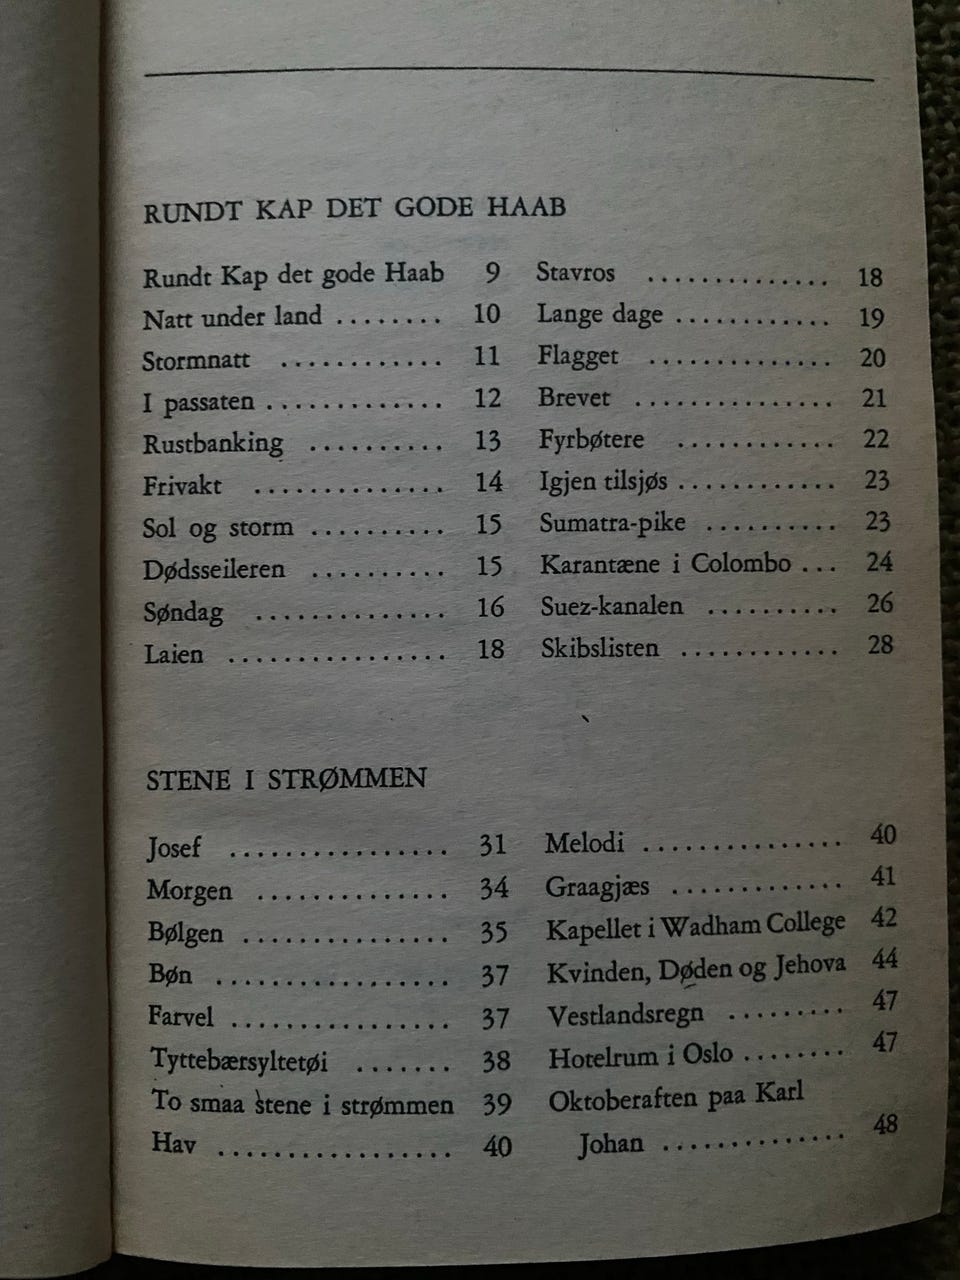 RUNDT KAP DET GODE HAAB
Rundt Kap det gode Haab 9
Natt under land ........ 10
Stormnatt ............ 11
I passaten ............. 12
Rustbanking .......... 13
Frivakt .............. 14
Sol og storm .......... 15
Dødsseileren .......... 15
Søndag .............. 16
Laien ................ 18
Stavros .............. 18
Lange dage ............ 19
Flagget .............. 20
Brevet ............... 21
Fyrbøtere ............ 22
Igjen tilsjøs ............ 23
Sumatra-pike .......... 23
Karantæne i Colombo ... 24
Suez-kanalen .......... 26
Skibslisten ............ 28
STENE I STRØMMEN
Josef ................ 31
Morgen .............. 34
Bølgen ............... 35
Bøn ................. 37
Farvel ................ 37
Tyttebærsyltetøi ....... 38
To smaa stene i strømmen 39
Hav ................. 40
Melodi ............... 40
Graagjæs ............. 41
Kapellet i Wadham College 42
Kvinden, Døden og Jehova 44
Vestlandsregn ......... 47
Hotelrum i Oslo ........ 47
Oktoberaften paa Karl
Johan .............. 48